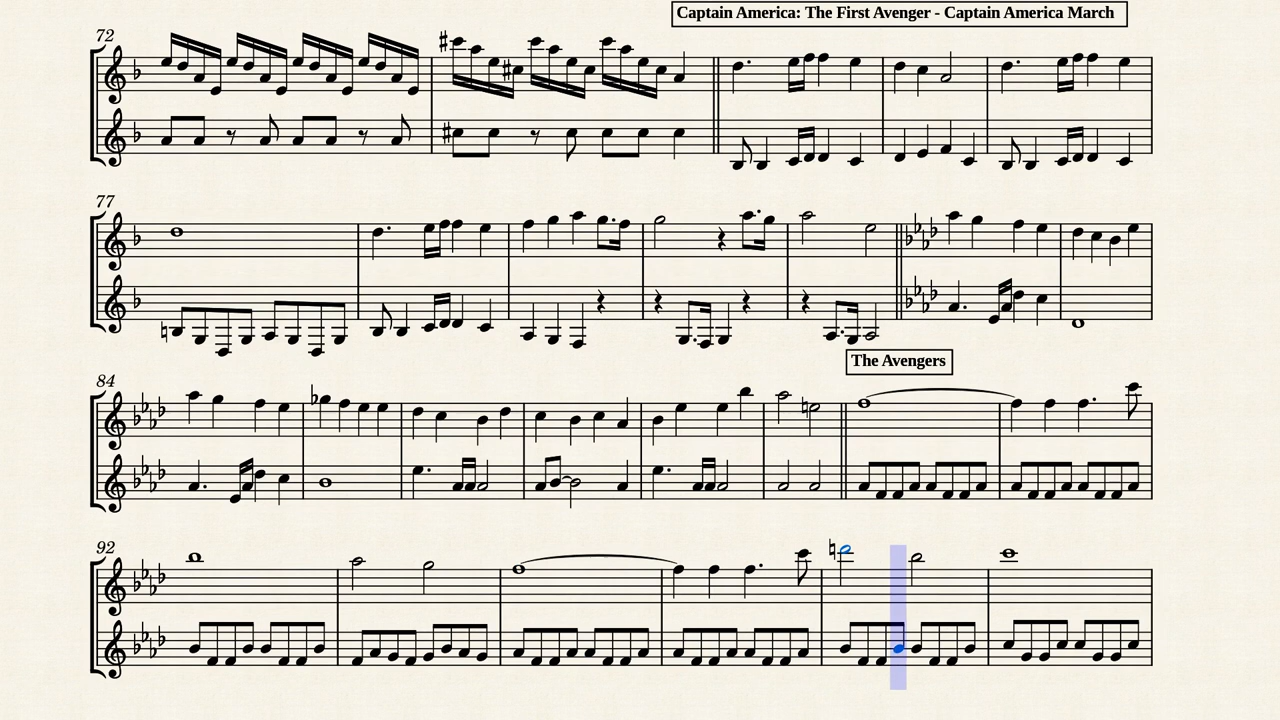 Captain America: The First Avenger - Captain America March
72
77
The Avengers
84
92